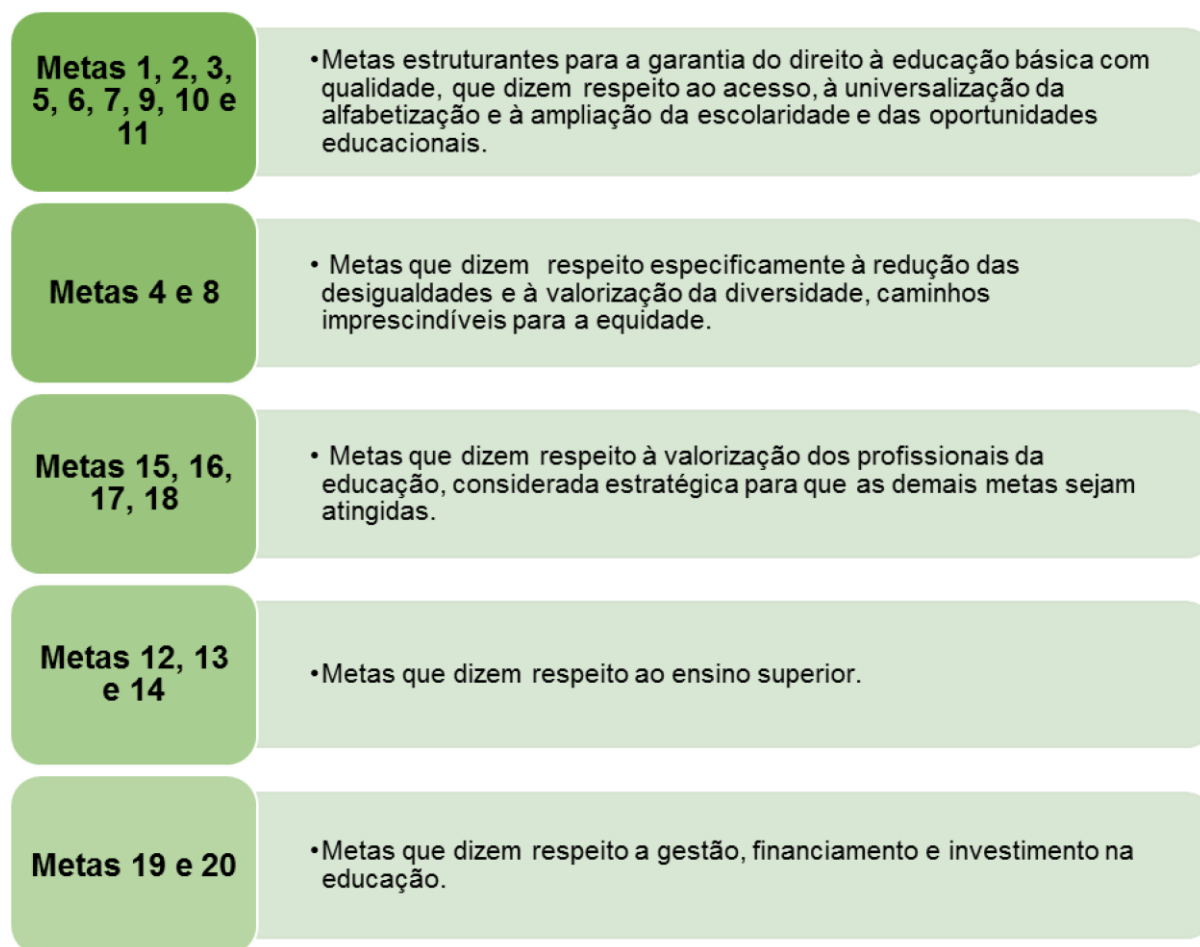 Metas 1, 2, 3,
5, 6, 7, 9, 10 e
11
•Metas estruturantes para a garantia do direito à educação básica com
qualidade, que dizem respeito ao acesso, à universalização da
alfabetização e à ampliação da escolaridade e das oportunidades
educacionais.
Metas 4 e 8
• Metas que dizem respeito especificamente à redução das
desigualdades e à valorização da diversidade, caminhos
imprescindíveis para a equidade.
Metas 15, 16,
17, 18
• Metas que dizem respeito à valorização dos profissionais da
educação, considerada estratégica para que as demais metas sejam
atingidas.
Metas 12, 13
e 14
•Metas que dizem respeito ao ensino superior.
Metas 19 e 20
•Metas que dizem respeito a gestão, financiamento e investimento na
educação.